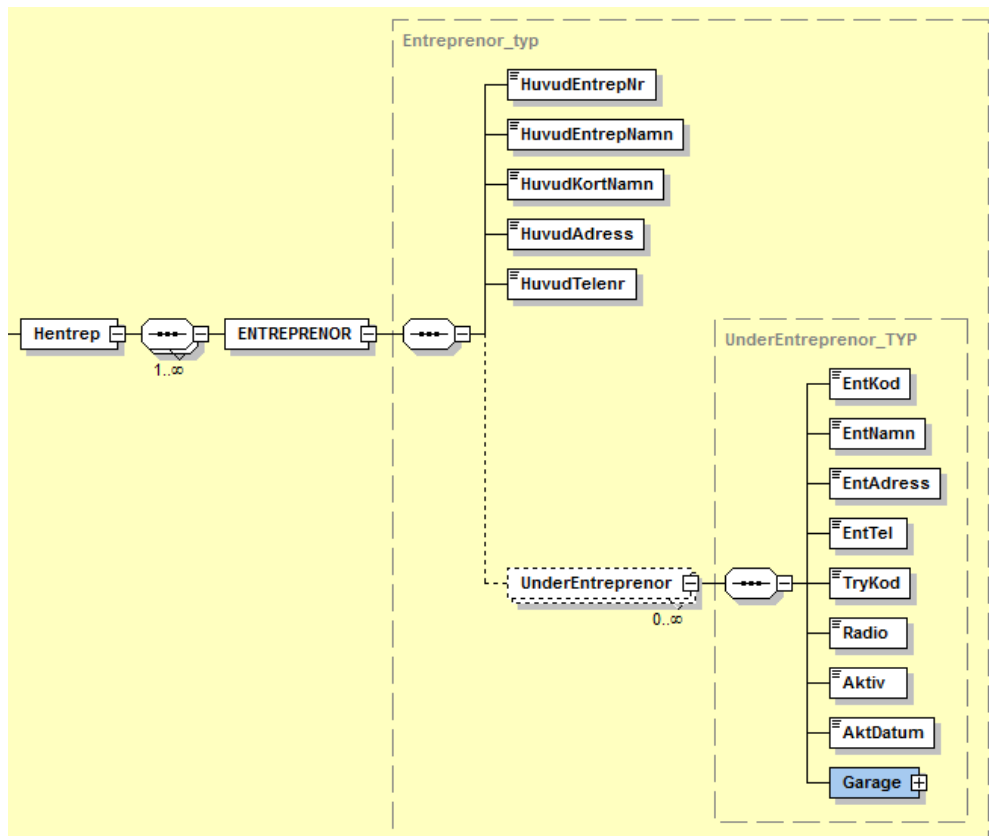 Entreprenor_typ
HuvudEntrepNr
HuvudEntrepNamn
HuvudKortNamn
HuvudAdress
HuvudTelenr
Hentrep
1..∞
ENTREPRENOR
UnderEntreprenor
0..∞
UnderEntreprenor_TYP
EntKod
EntNamn
EntAdress
EntTel
TryKod
Radio
Aktiv
AktDatum
Garage